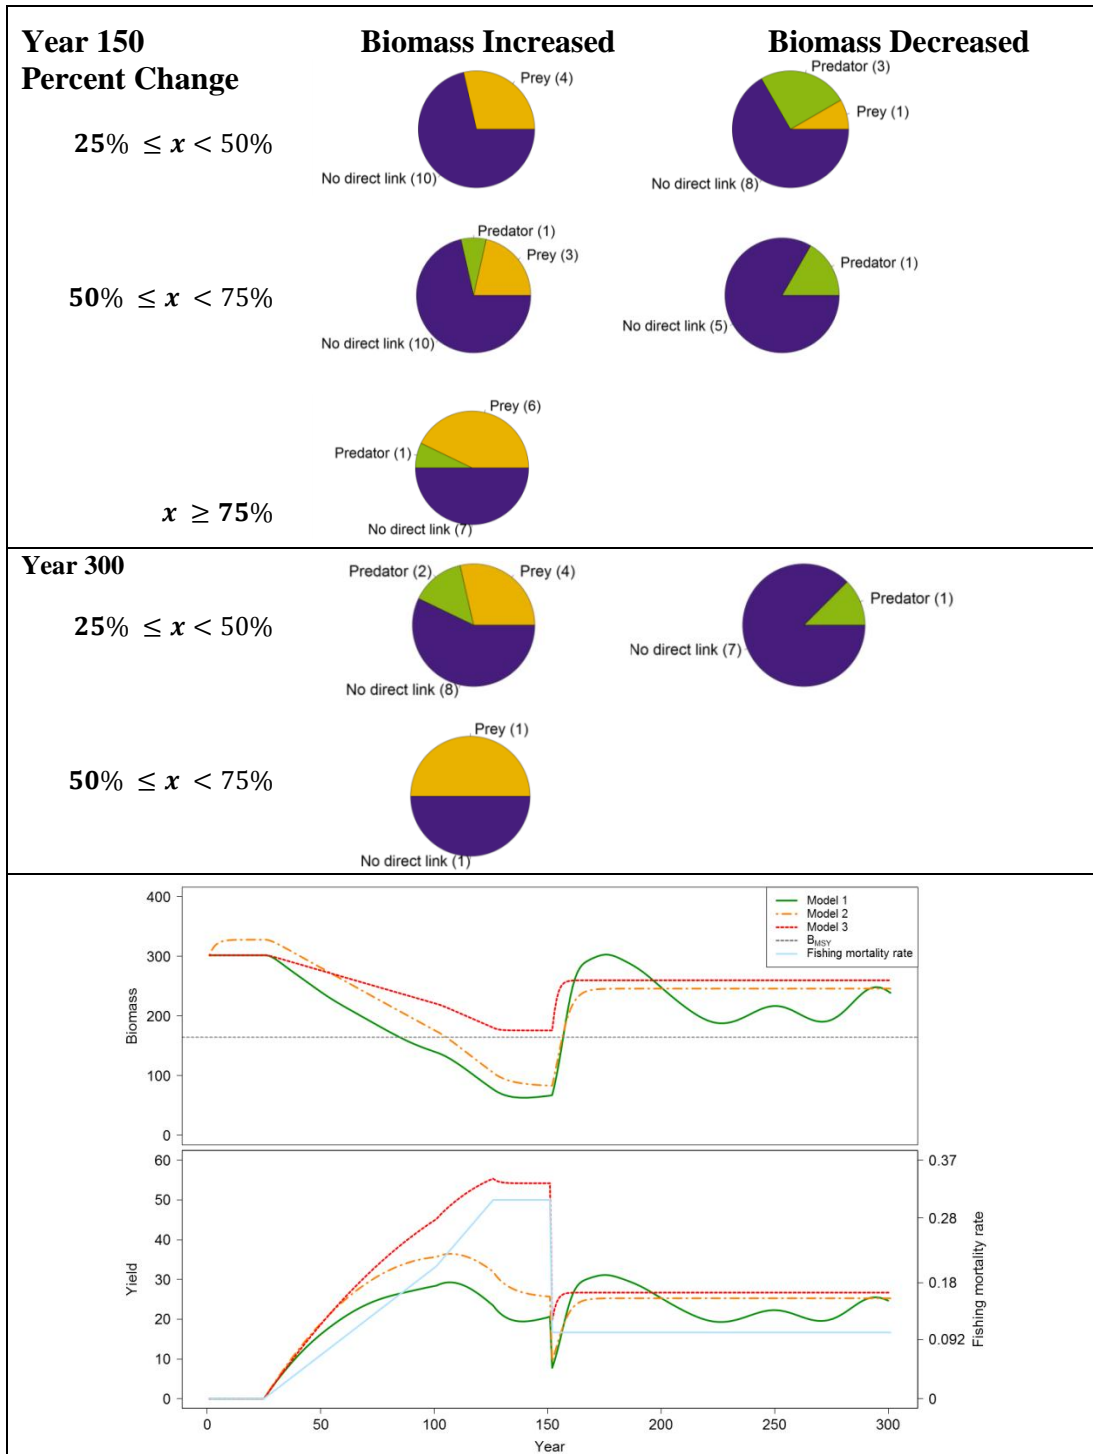 Year 150
Percent Change
Biomass Increased
Biomass Decreased
25% ≤ x < 50%
Prey (4)
No direct link (10)
Predator (3)
Prey (1)
No direct link (8)
50% ≤ x < 75%
Predator (1)
Prey (3)
No direct link (10)
Predator (1)
No direct link (5)
x ≥ 75%
Prey (6)
Predator (1)
No direct link (7)
Year 300
25% ≤ x < 50%
Predator (2)
Prey (4)
No direct link (8)
Predator (1)
No direct link (7)
50% ≤ x < 75%
Prey (1)
No direct link (1)
Biomass
400
300
200
100
0
Model 1
Model 2
Model 3
BMSY
Fishing mortality rate
Yield
60
50
40
30
20
10
0
0.37
0.28
0.18
0.092
0
Fishing mortality rate
0 50 100 150 200 250 300
Year